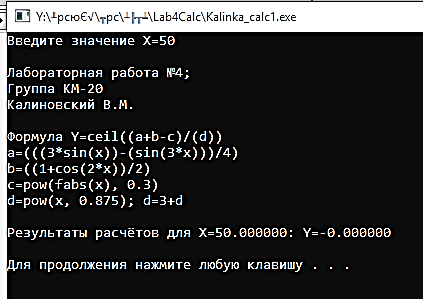 Y:\╨рсюЄ√\╥рс\┴├┬┴\Lab4Calc\Kalinka_calc1.exe
Введите значение X=50
Лабораторная работа №4;
Группа КМ-20
Калиновский В.М.
Формула Y=ceil((a+b-c)/(d))
a=(((3*sin(x))-(sin(3*x)))/4)
b=((1+cos(2*x))/2)
c=pow(fabs(x), 0.3)
d=pow(x, 0.875); d=3+d
Результаты расчётов для X=50.000000: Y=-0.000000
Для продолжения нажмите любую клавишу . . .